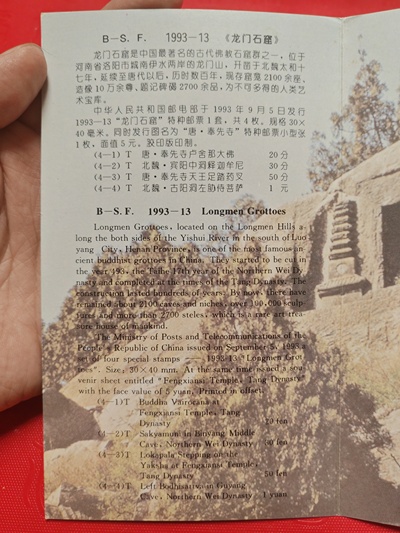 B-S. F. 1993-13 《龙门石窟》
龙门石窟是中国最著名的古代佛教石窟群之一，位于
河南省洛阳市城南伊水两岸的龙门山，开凿于北魏太和十
七年，延续至唐代以后，历时数百年，现存窟龛2100余座、
造像10万余尊、题记碑碣2700余品，为不可多得的人类艺
术宝库。
中华人民共和国邮电部于1993年9月5日发行
1993-13“龙门石窟”特种邮票1套，共4枚。规格30×
40毫米。同时发行图名为“唐·奉先寺”特种邮票小型张
1枚，面值5元。胶印版印制。
(4-1) T 唐·奉先寺卢舍那大佛 20分
(4-2) T 北魏·宾阳中洞释迦牟尼 30分
(4-3) T 唐·奉先寺天王足踏药叉 50分
(4-4) T 北魏·古阳洞左胁侍菩萨 1元
B-S. F. 1993-13 Longmen Grottoes
Longmen Grottoes, located on the Longmen Hills a-
long the both sides of the Yishui River in the south of Luo
yang City, Henan Province, is one of the most famous an-
cient buddhist grottoes in China. They started to be cut in
the year 493, the Taihe 17th year of the Northern Wei Dy-
nasty and completed at the times of the Tang Dynasty. The
construction lasted hundreds of years. By now, there have
remained about 2100 caves and niches, over 100,000 sculp-
tures and more than 2700 steles, which is a rare art trea-
sure house of mankind.
The Ministry of Posts and Telecommunications of the
People's Republic of China issued on September 5, 1993 a
set of four special stamps — 1993-13 "Longmen Grot
toes". Size: 30×40 mm. At the same time issued a sou-
venir sheet entitled "Fengxiansi Temple, Tang Dynasty"
with the face value of 5 yuan. Printed in offset.
(4-1)T Buddha Vairocana at
Fengxiansi Temple, Tang
Dynasty 20 fen
(4-2)T Sakyamuni in Binyang Middle
Cave, Northern Wei Dynasty 30 fen
(4-3)T Lokapala Stepping on the
Yaksha at Fengxiansi Temple,
Tang Dynasty 50 fen
(4-4)T Left Bodhisattva in Guyang
Cave, Northern Wei Dynasty 1 yuan